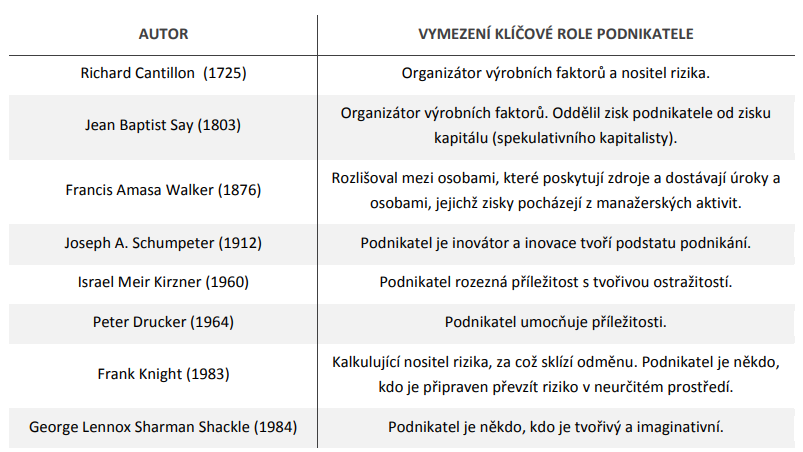 AUTOR
VYMEZENÍ KLÍČOVÉ ROLE PODNIKATELE
Richard Cantillon (1725)
Organizátor výrobních faktorů a nositel rizika.
Jean Baptist Say (1803)
Organizátor výrobních faktorů. Oddělil zisk podnikatele od zisku
kapitálu (spekulativního kapitalisty).
Francis Amasa Walker (1876)
Rozlišoval mezi osobami, které poskytují zdroje a dostávají úroky a
osobami, jejichž zisky pocházejí z manažerských aktivit.
Joseph A. Schumpeter (1912)
Podnikatel je inovátor a inovace tvoří podstatu podnikání.
Israel Meir Kirzner (1960)
Podnikatel rozezná příležitost s tvořivou ostražitostí.
Peter Drucker (1964)
Podnikatel umocňuje příležitosti.
Frank Knight (1983)
Kalkulující nositel rizika, za což sklízí odměnu. Podnikatel je někdo,
kdo je připraven převzít riziko v neurčitém prostředí.
George Lennox Sharman Shackle (1984)
Podnikatel je někdo, kdo je tvořivý a imaginativní.